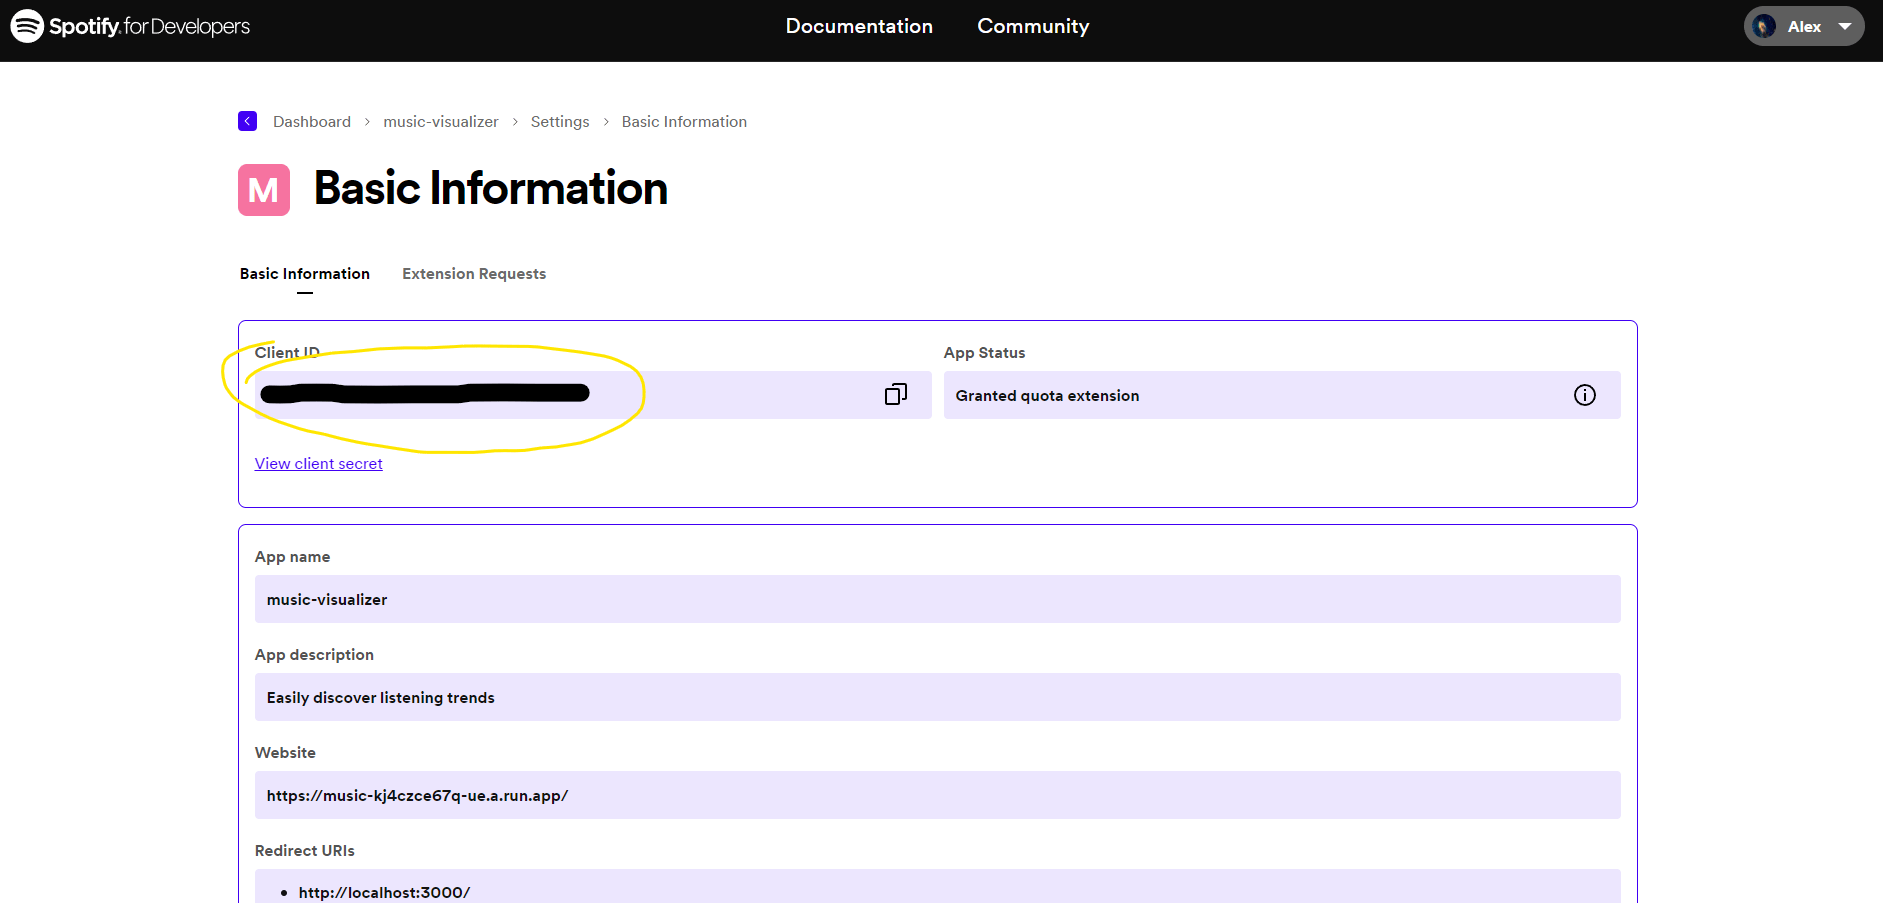 Spotify for Developers
Documentation
Community
Alex
Dashboard > music-visualizer > Settings > Basic Information
M
Basic Information
Basic Information
Extension Requests
Client ID
App Status
Granted quota extension
View client secret
App name
music-visualizer
App description
Easily discover listening trends
Website
https://music-kj4czce67q-ue.a.run.app/
Redirect URIs
• http://localhost:3000/